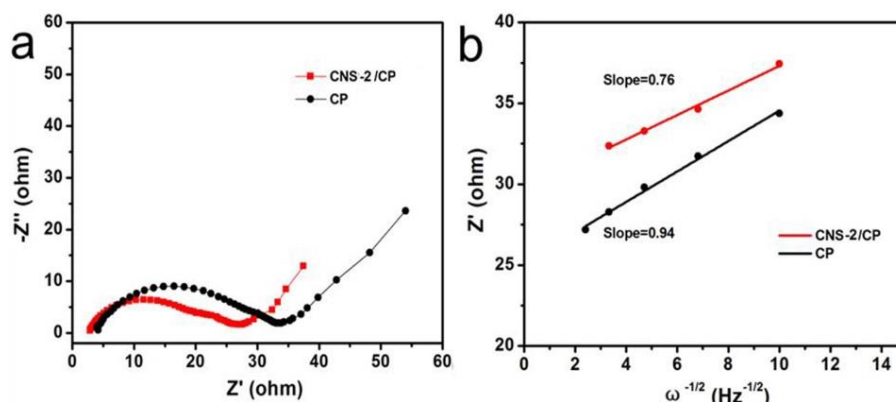 a
-Z'' (ohm)
60
50
40
30
20
10
0
CNS-2/CP
CP
0 10 20 30 40 50 60
Z' (ohm)
b
Z' (ohm)
40
35
30
25
20
Slope=0.76
Slope=0.94
CNS-2/CP
CP
2 4 6 8 10 12 14
ω -1/2 (Hz-1/2)